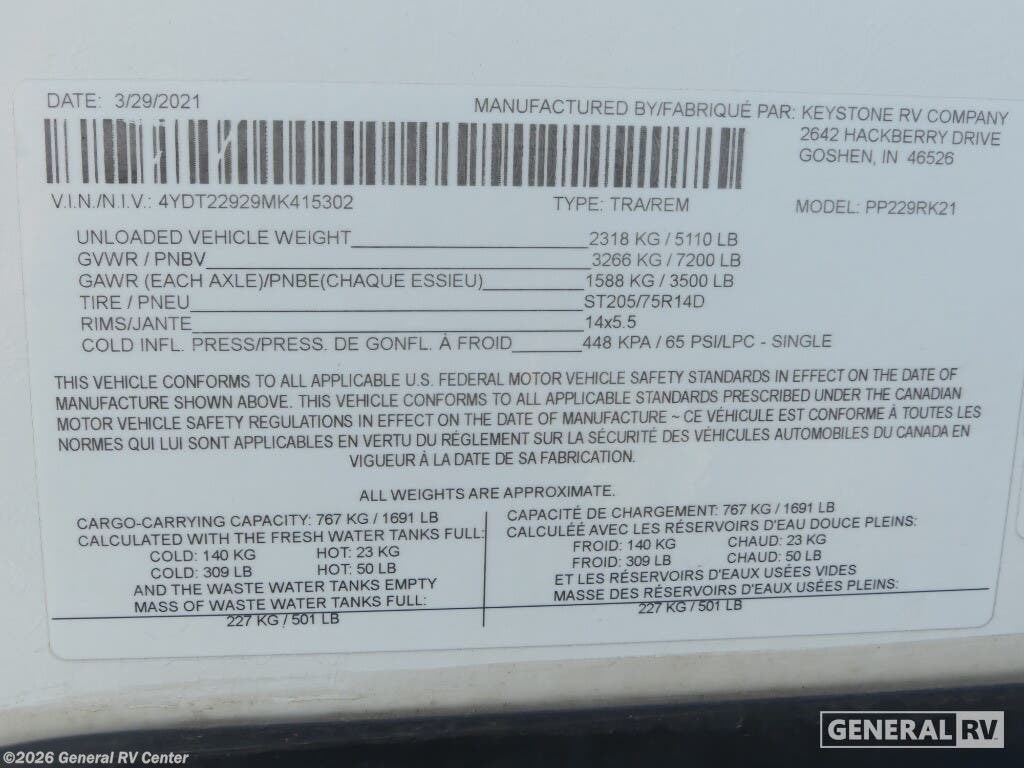 DATE: 3/29/2021
MANUFACTURED BY/FABRIQUÉ PAR: KEYSTONE RV COMPANY
2642 HACKBERRY DRIVE
GOSHEN, IN 46526
V.I.N./N.I.V.: 4YDT22929MK415302 TYPE: TRA/REM MODEL: PP229RK21
UNLOADED VEHICLE WEIGHT 2318 KG / 5110 LB
GVWR / PNBV 3266 KG / 7200 LB
GAWR (EACH AXLE)/PNBE(CHAQUE ESSIEU) 1588 KG / 3500 LB
TIRE / PNEU ST205/75R14D
RIMS/JANTE 14x5.5
COLD INFL. PRESS/PRESS. DE GONFL. À FROID 448 KPA / 65 PSI/LPC - SINGLE
THIS VEHICLE CONFORMS TO ALL APPLICABLE U.S. FEDERAL MOTOR VEHICLE SAFETY STANDARDS IN EFFECT ON THE DATE OF
MANUFACTURE SHOWN ABOVE. THIS VEHICLE CONFORMS TO ALL APPLICABLE STANDARDS PRESCRIBED UNDER THE CANADIAN
MOTOR VEHICLE SAFETY REGULATIONS IN EFFECT ON THE DATE OF MANUFACTURE ~ CE VÉHICULE EST CONFORME À TOUTES LES
NORMES QUI LUI SONT APPLICABLES EN VERTU DU RÉGLEMENT SUR LA SÉCURITÉ DES VÉHICULES AUTOMOBILES DU CANADA EN
VIGUEUR À LA DATE DE SA FABRICATION.
ALL WEIGHTS ARE APPROXIMATE.
CARGO-CARRYING CAPACITY: 767 KG / 1691 LB
CALCULATED WITH THE FRESH WATER TANKS FULL:
COLD: 140 KG HOT: 23 KG
COLD: 309 LB HOT: 50 LB
AND THE WASTE WATER TANKS EMPTY
MASS OF WASTE WATER TANKS FULL:
227 KG / 501 LB
CAPACITÉ DE CHARGEMENT: 767 KG / 1691 LB
CALCULÉE AVEC LES RÉSERVOIRS D'EAU DOUCE PLEINS:
FROID: 140 KG CHAUD: 23 KG
FROID: 309 LB CHAUD: 50 LB
ET LES RÉSERVOIRS D'EAUX USÉES VIDES
MASSE DES RÉSERVOIRS D'EAUX USÉES PLEINS:
227 KG / 501 LB
GENERAL RV
©2026 General RV Center